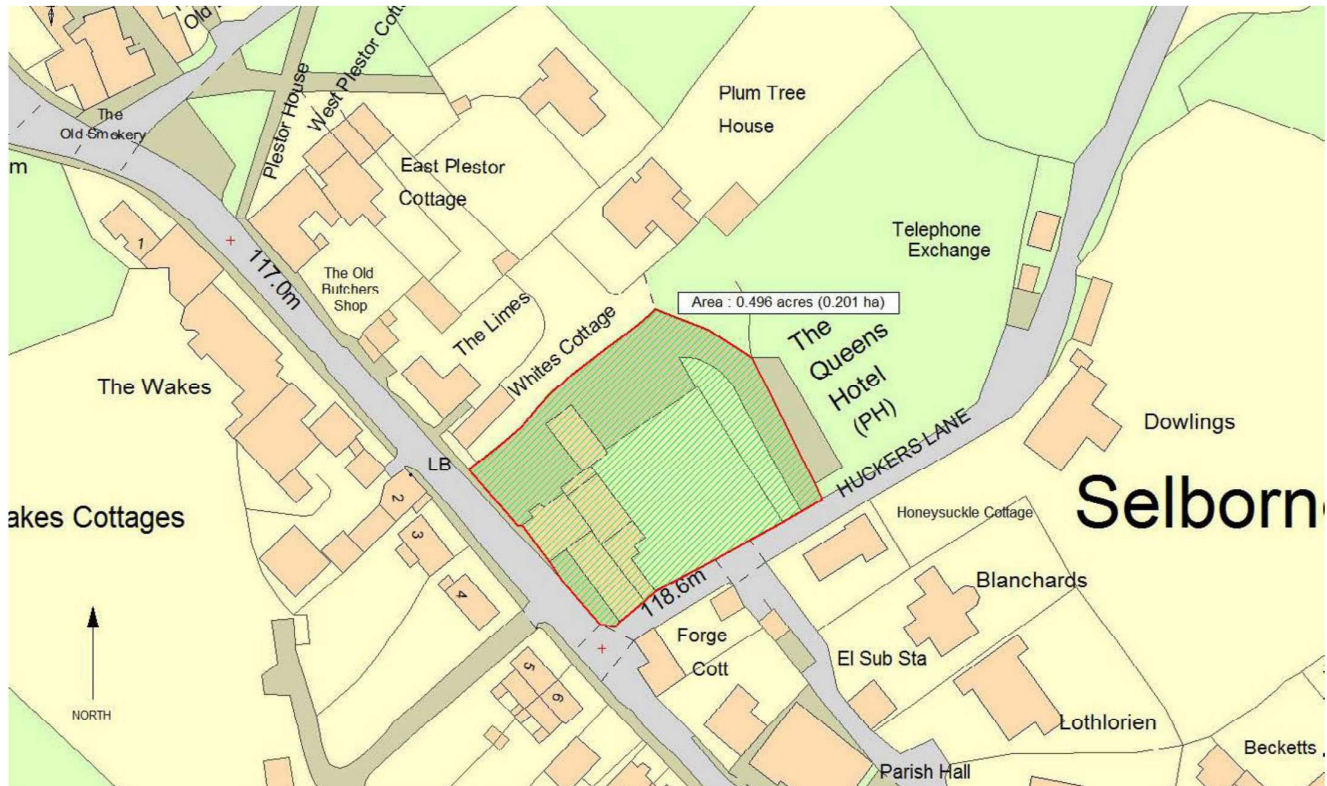 Old
The
Old Smokery
m
Plestor House
West Plestor Cott
East Plestor
Cottage
Plum Tree
House
Telephone
Exchange
1
117.0m
The Old
Butchers
Shop
The Limes
Whites Cottage
Area : 0.496 acres (0.201 ha)
The
Queens
Hotel
(PH)
The Wakes
HUCKERS LANE
Dowlings
LB
2
3
4
akes Cottages
Honeysuckle Cottage
Selborn
Blanchards
118.6m
Forge
Cott
El Sub Sta
5
6
NORTH
Lothlorien
Becketts
Parish Hall